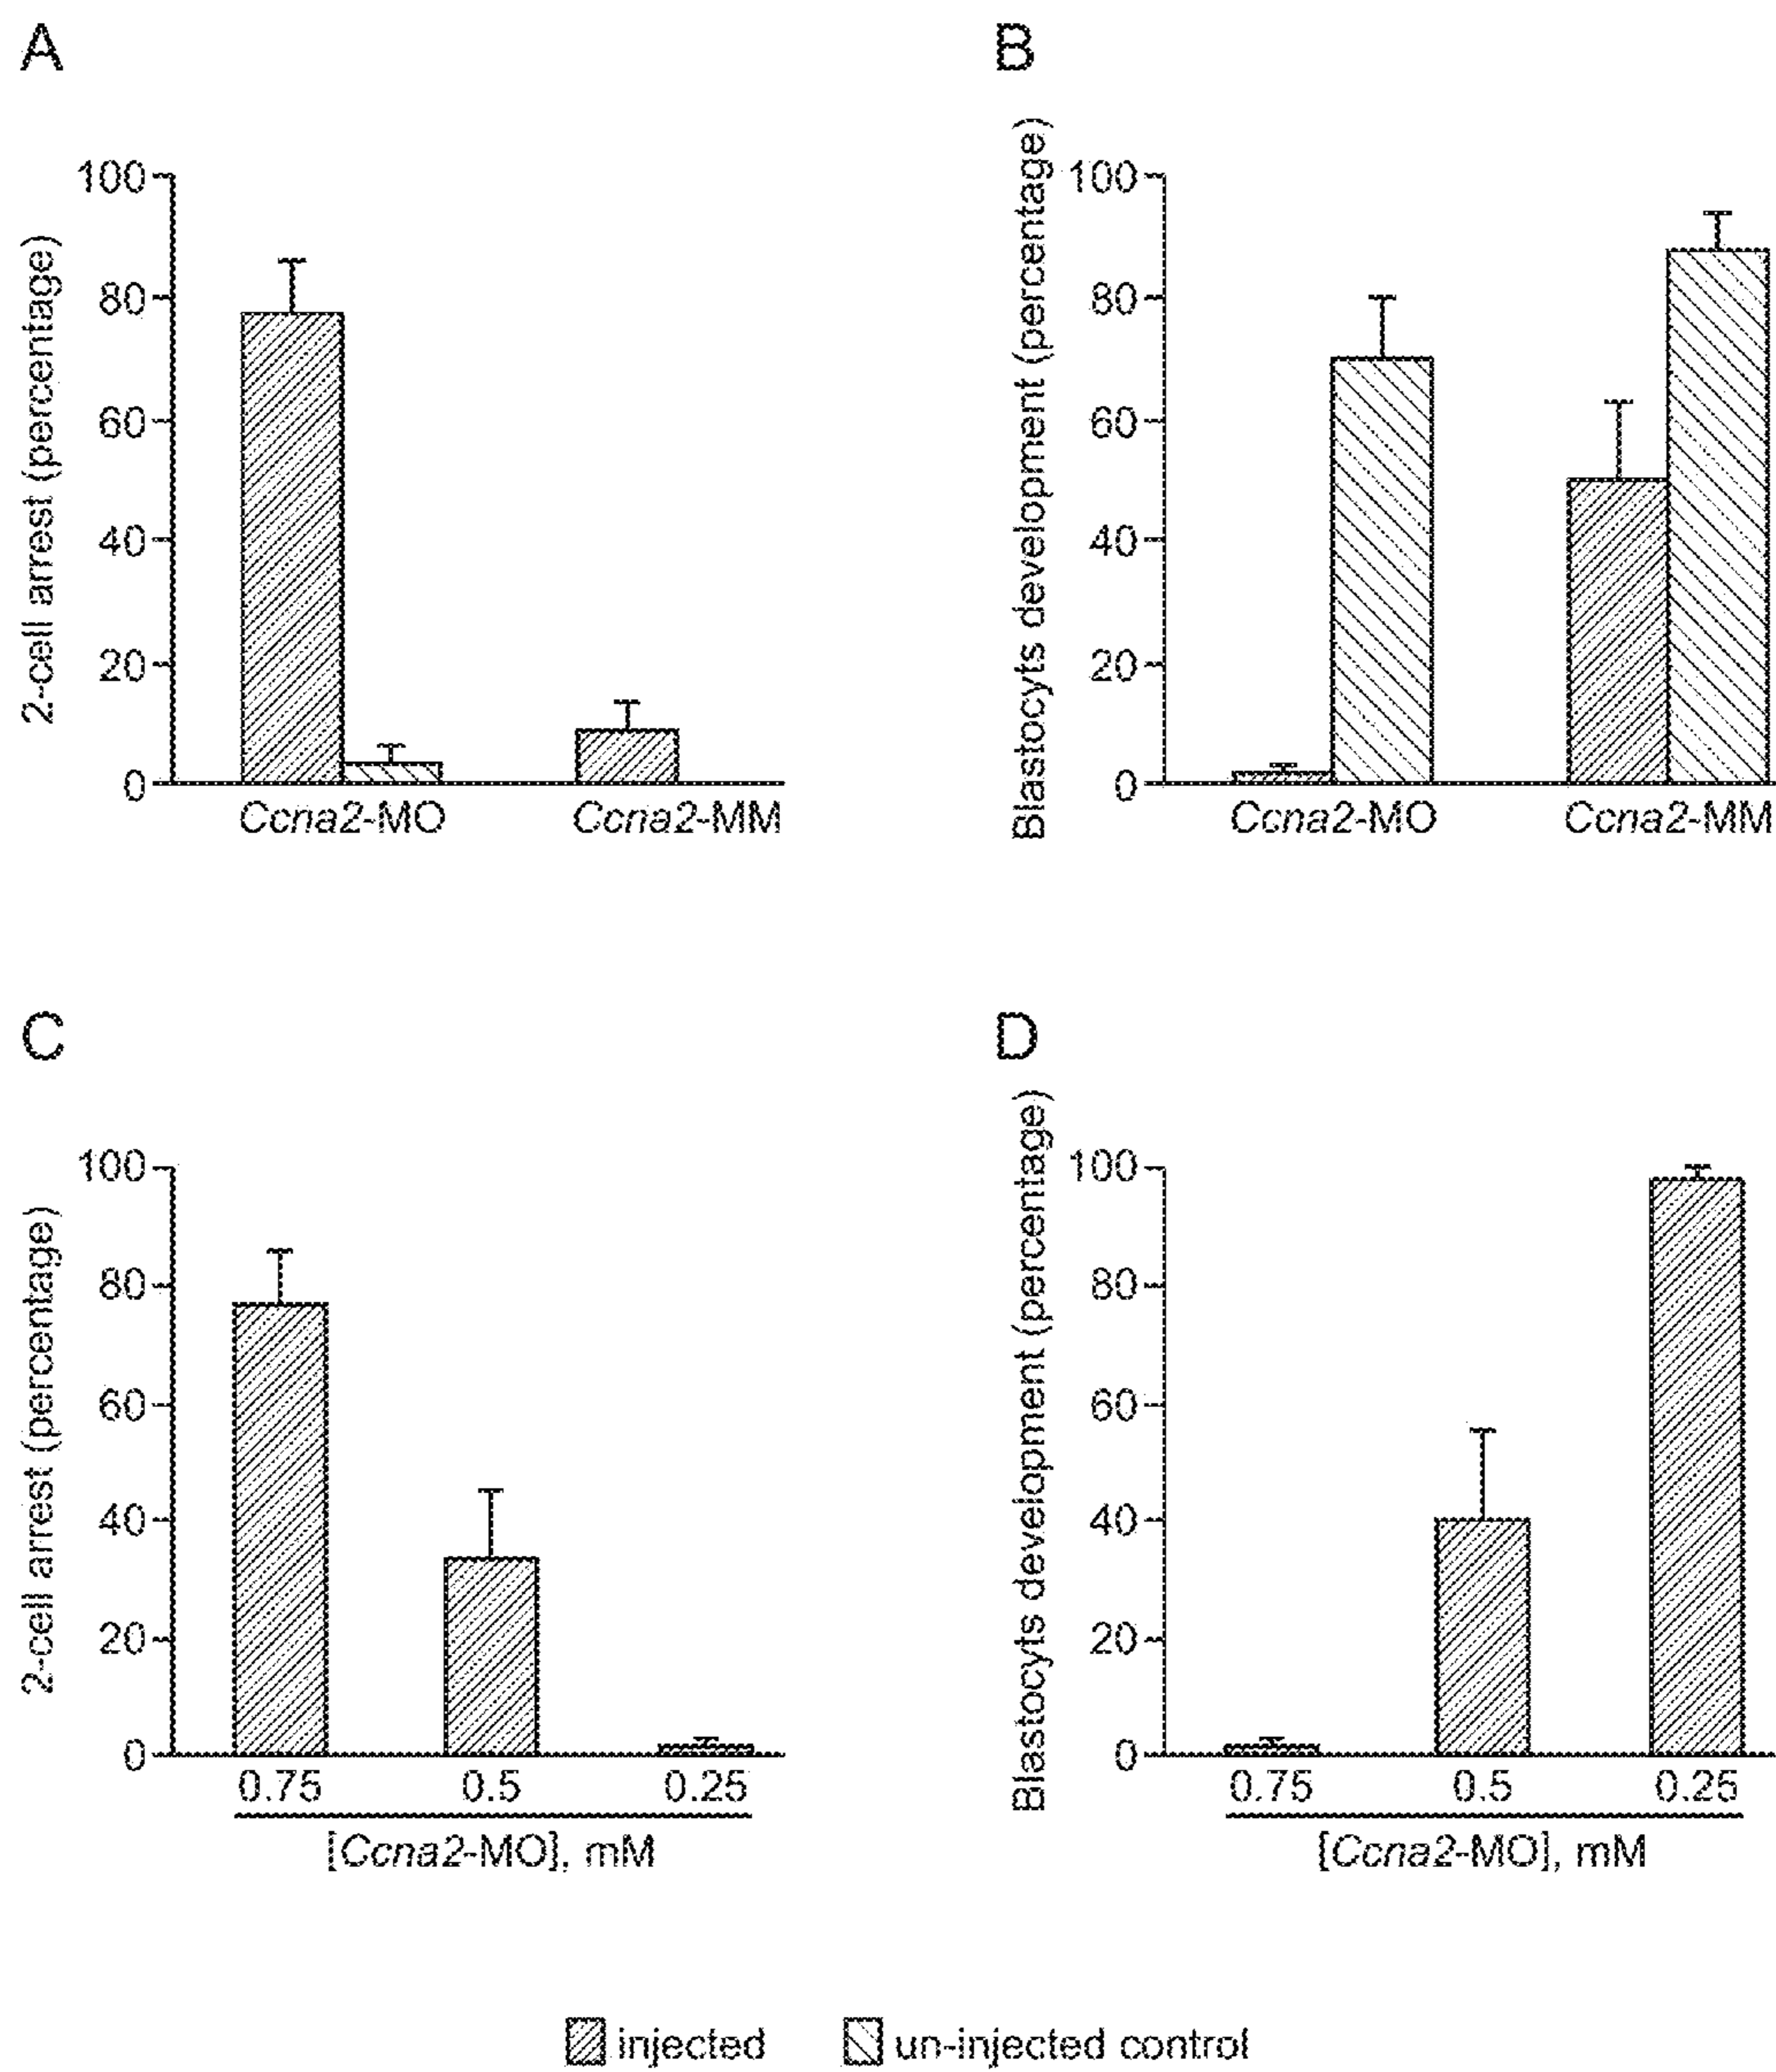 A
2-cell arrest (percentage)
100
80
60
40
20
0
Ccna2-MO
Ccna2-MM
B
Blastocyts development (percentage)
100
80
60
40
20
0
Ccna2-MO
Ccna2-MM
C
2-cell arrest (percentage)
100
80
60
40
20
0
0.75
0.5
0.25
[Ccna2-MO], mM
D
Blastocyts development (percentage)
100
80
60
40
20
0
0.75
0.5
0.25
[Ccna2-MO], mM
injected
un-injected control